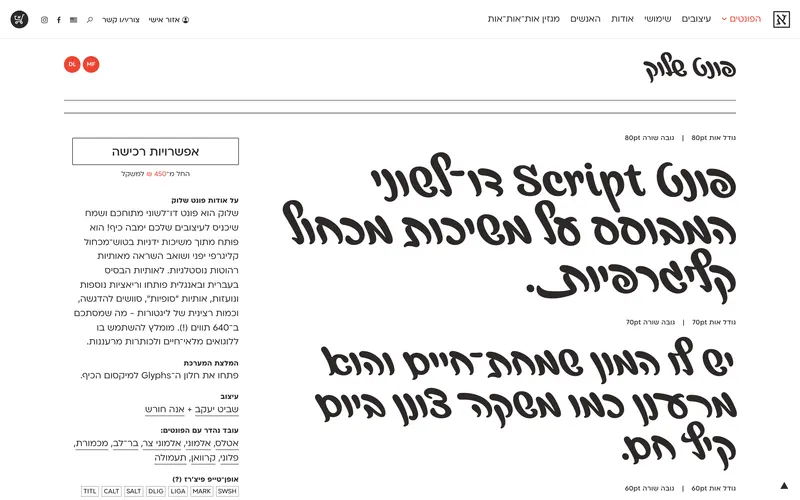 הפונטים
עיצובים
שימושי
אודות
האנשים
מגזין אות־אות־אות
אזור אישי
צור/י קשר
פונט שלוק
MF
DL
גודל אות 80pt | גובה שורה 80pt
פונט Script דו־לשוני
המבוסס על משיכות מכחול
קליגרפיות.
גודל אות 70pt | גובה שורה 70pt
יש לו המון שמחת־חיים והוא
מרענן כמו משקה צונן ביום
קיץ חם.
גודל אות 60pt | גובה שורה 60pt
אפשרויות רכישה
החל מ־450 ₪ למשקל
על אודות פונט שלוק
שלוק הוא פונט דו־לשוני מתוחכם ושמח
שיכניס לעיצובים שלכם ימבה כיף! הוא
פותח מתוך משיכות ידניות בטוש־מכחול
קליגרפי יפני ושואב השראה מאותיות
רהוטות נוסטלגיות. לאותיות הבסיס
בעברית ובאנגלית פותחו וריאציות נוספות
ונועזות, אותיות "סופיות", סוושים להדגשה,
וכמות רצינית של ליגטורות - מה שמסתכם
ב־640 תווים (!). מומלץ להשתמש בו
ללוגואים מלאי־חיים ולכותרות מרעננות.
המלצת המערכת
פתחו את חלון ה־Glyphs למיקסום הכיף.
עיצוב
שביט יעקב + אנה חורש
עובד נהדר עם הפונטים:
אטלס, אלמוני, אלמוני צר, בר־לב, מכמורת,
פלוני, קרוואן, תעמולה
אופן־טייפ פיצ׳רז (?)
TITL CALT SALT DLIG LIGA MARK SWSH